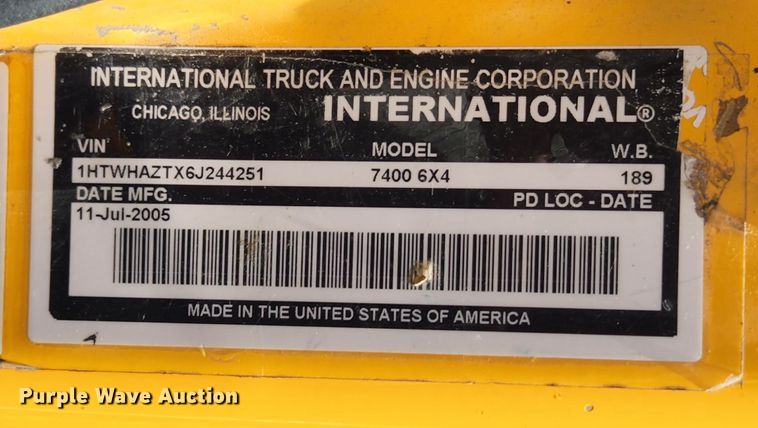 INTERNATIONAL TRUCK AND ENGINE CORPORATION
CHICAGO, ILLINOIS INTERNATIONAL®
VIN MODEL W.B.
1HTWHAZTX6J244251 7400 6X4 189
DATE MFG. PD LOC - DATE
11-Jul-2005
MADE IN THE UNITED STATES OF AMERICA
Purple Wave Auction